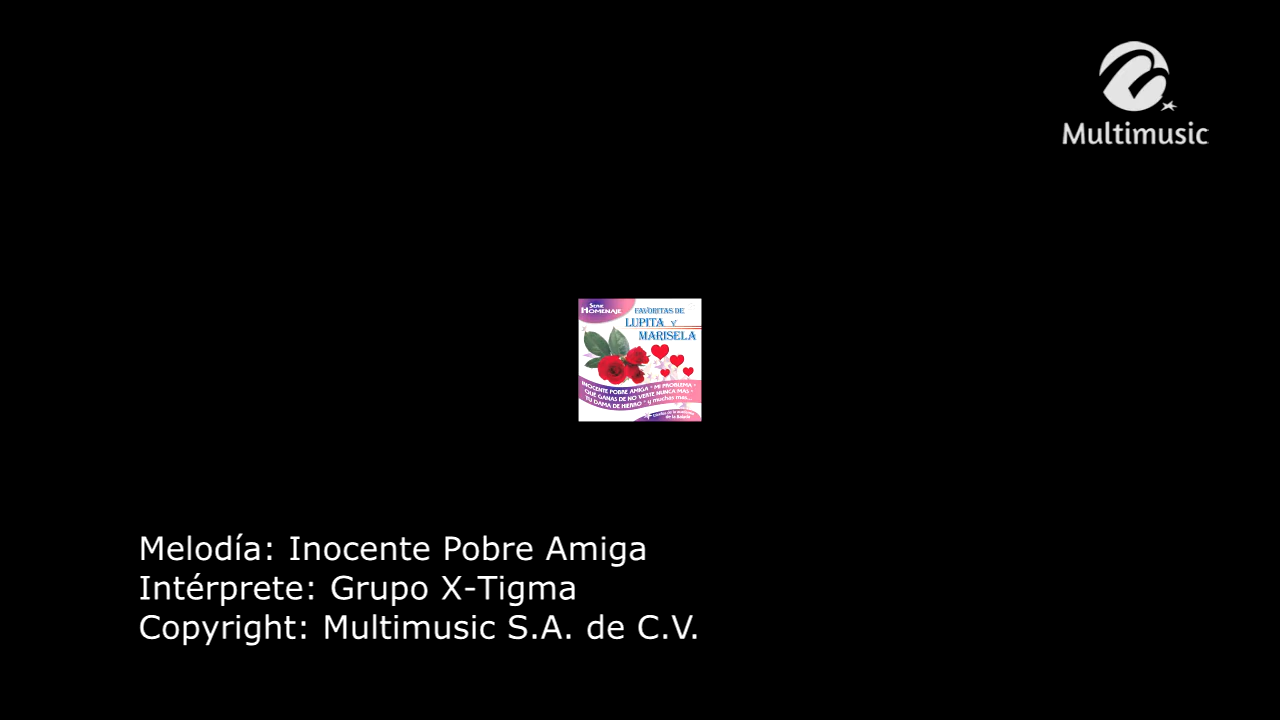 Multimusic
SERIE
HOMENAJE
FAVORITAS DE
LUPITA Y
MARISELA
INOCENTE POBRE AMIGA * MI PROBLEMA *
QUE GANAS DE NO VERTE NUNCA MAS *
TU DAMA DE HIERRO * y muchas mas...
Melodía: Inocente Pobre Amiga
Intérprete: Grupo X-Tigma
Copyright: Multimusic S.A. de C.V.